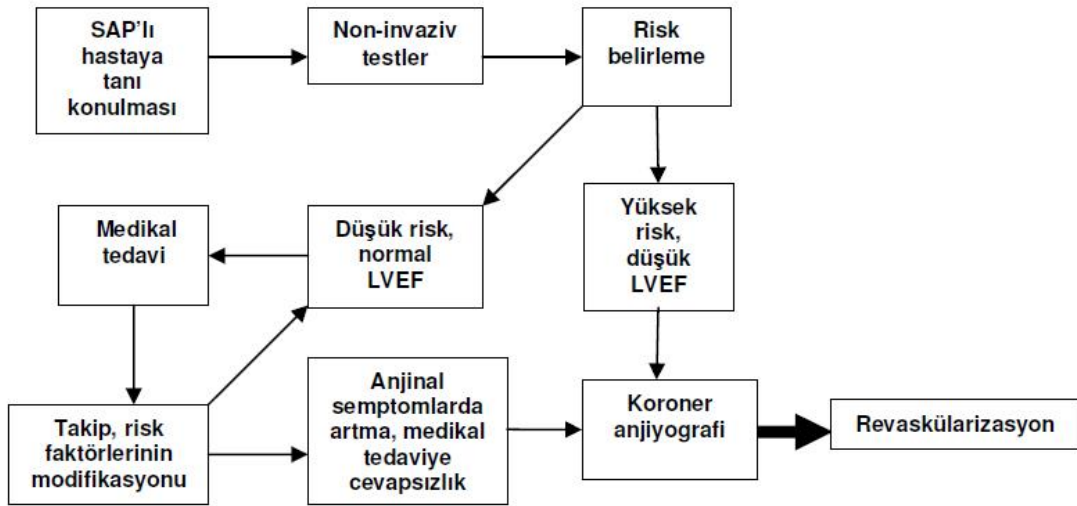 SAP’lı
hastaya
tanı
konulması
Non-invaziv
testler
Risk
belirleme
Medikal
tedavi
Düşük risk,
normal
LVEF
Yüksek
risk,
düşük
LVEF
Takip, risk
faktörlerinin
modifikasyonu
Anjinal
semptomlarda
artma, medikal
tedaviye
cevapsızlık
Koroner
anjiyografi
Revaskülarizasyon